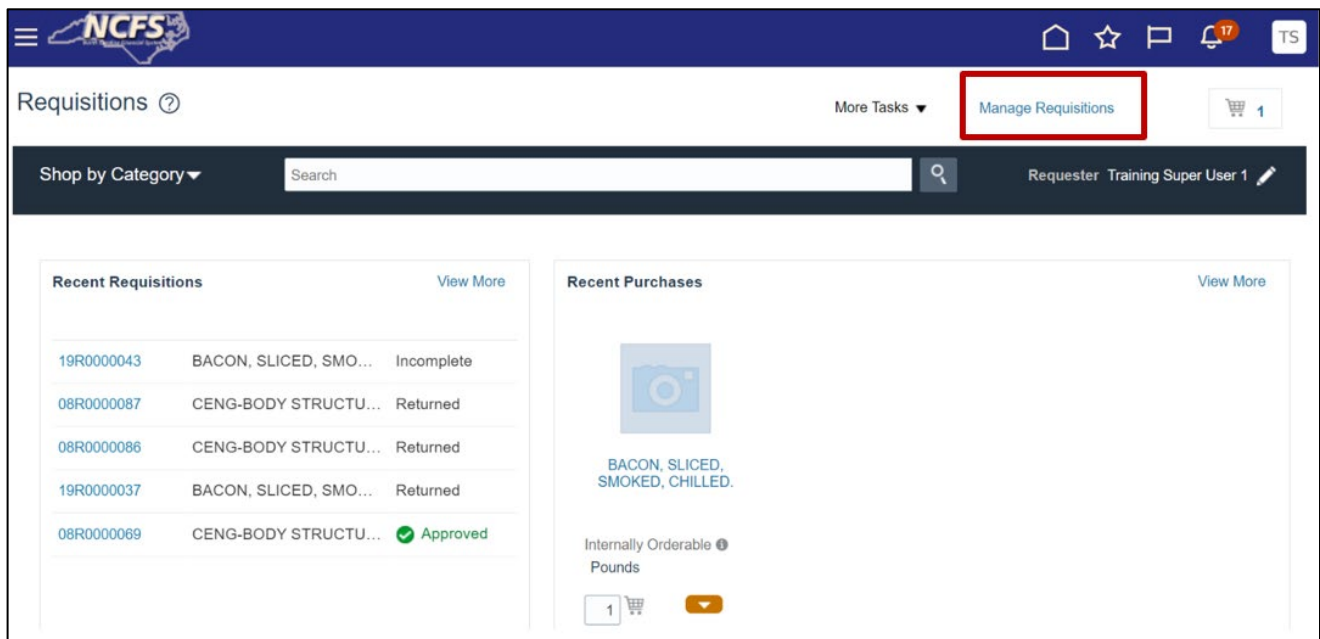 NCFS
17
TS
Requisitions
More Tasks
Manage Requisitions
1
Shop by Category
Search
Requester Training Super User 1
Recent Requisitions View More
19R0000043 BACON, SLICED, SMO... Incomplete
08R0000087 CENG-BODY STRUCTU... Returned
08R0000086 CENG-BODY STRUCTU... Returned
19R0000037 BACON, SLICED, SMO... Returned
08R0000069 CENG-BODY STRUCTU... Approved
Recent Purchases View More
BACON, SLICED,
SMOKED, CHILLED.
Internally Orderable
Pounds
1